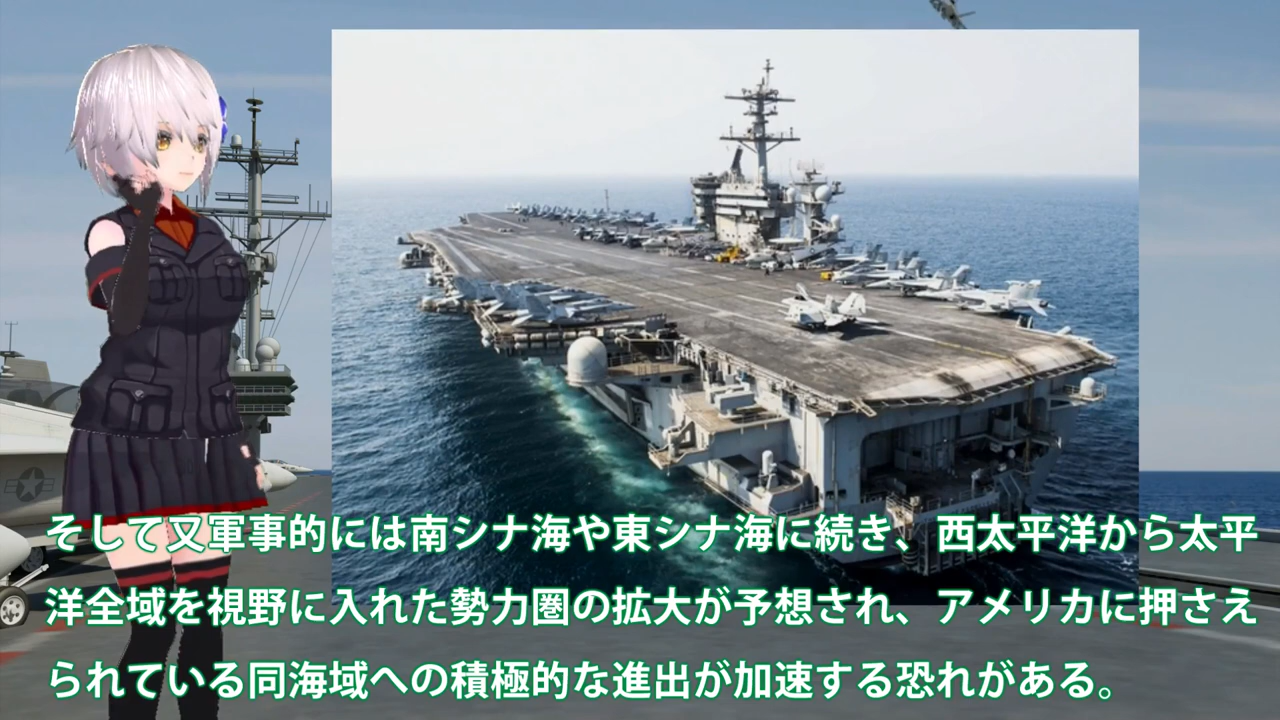 そして又軍事的には南シナ海や東シナ海に続き、西太平洋から太平
洋全域を視野に入れた勢力圏の拡大が予想され、アメリカに押さえ
られている同海域への積極的な進出が加速する恐れがある。